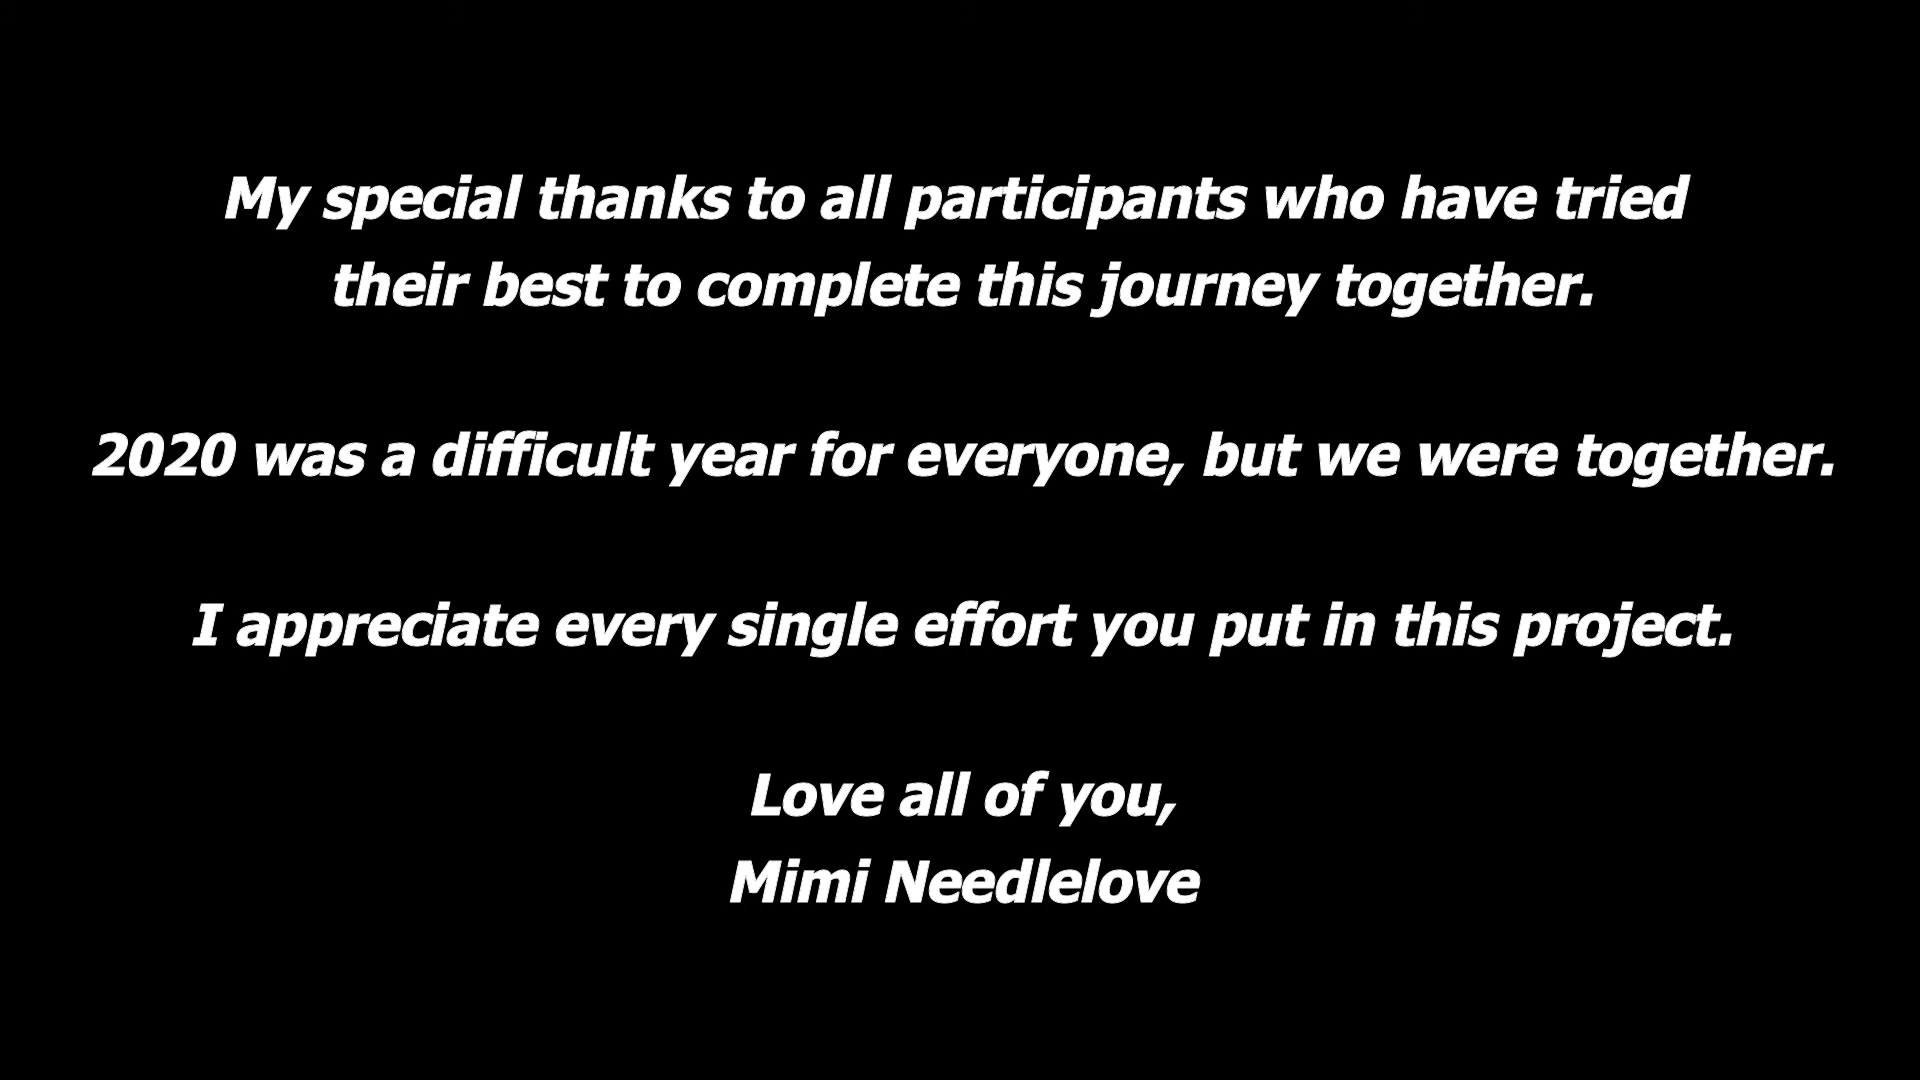 My special thanks to all participants who have tried
their best to complete this journey together.
2020 was a difficult year for everyone, but we were together.
I appreciate every single effort you put in this project.
Love all of you,
Mimi Needlelove